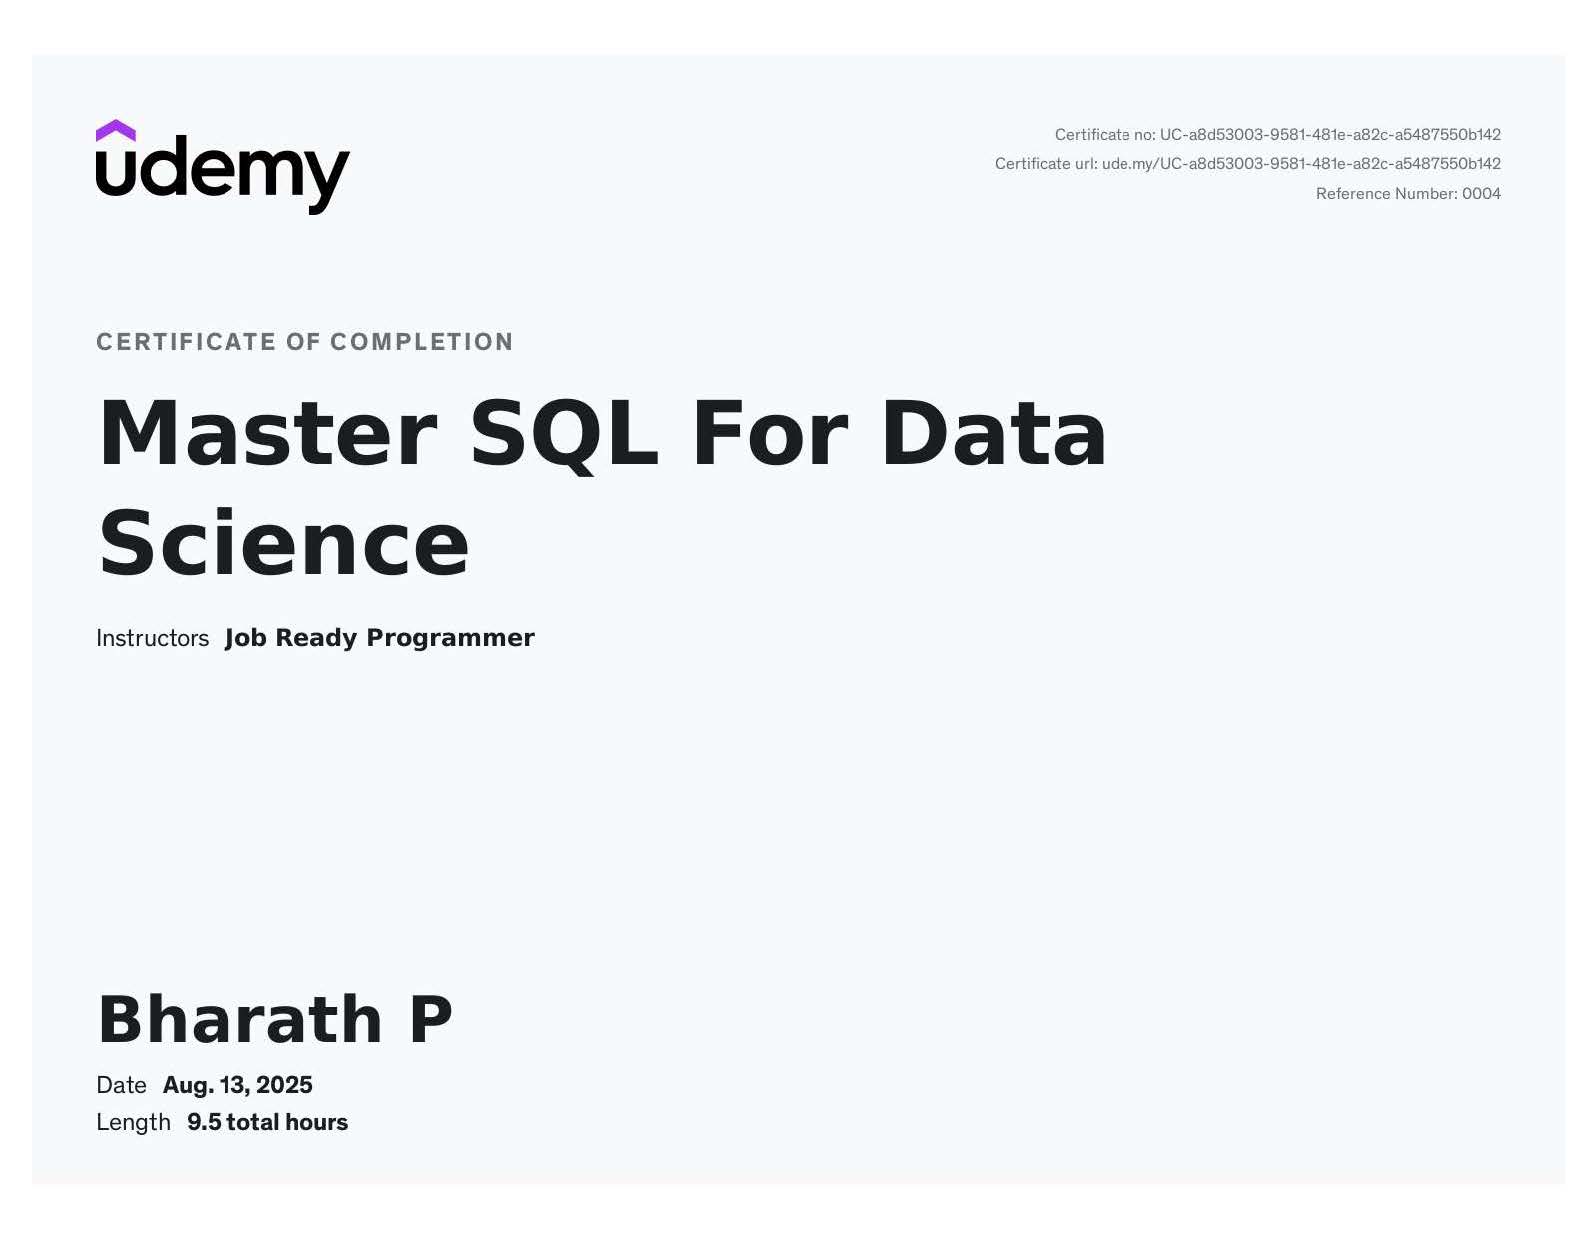 udemy
Certificate no: UC-a8d53003-9581-481e-a82c-a5487550b142
Certificate url: ude.my/UC-a8d53003-9581-481e-a82c-a5487550b142
Reference Number: 0004
CERTIFICATE OF COMPLETION
Master SQL For Data
Science
Instructors Job Ready Programmer
Bharath P
Date Aug. 13, 2025
Length 9.5 total hours